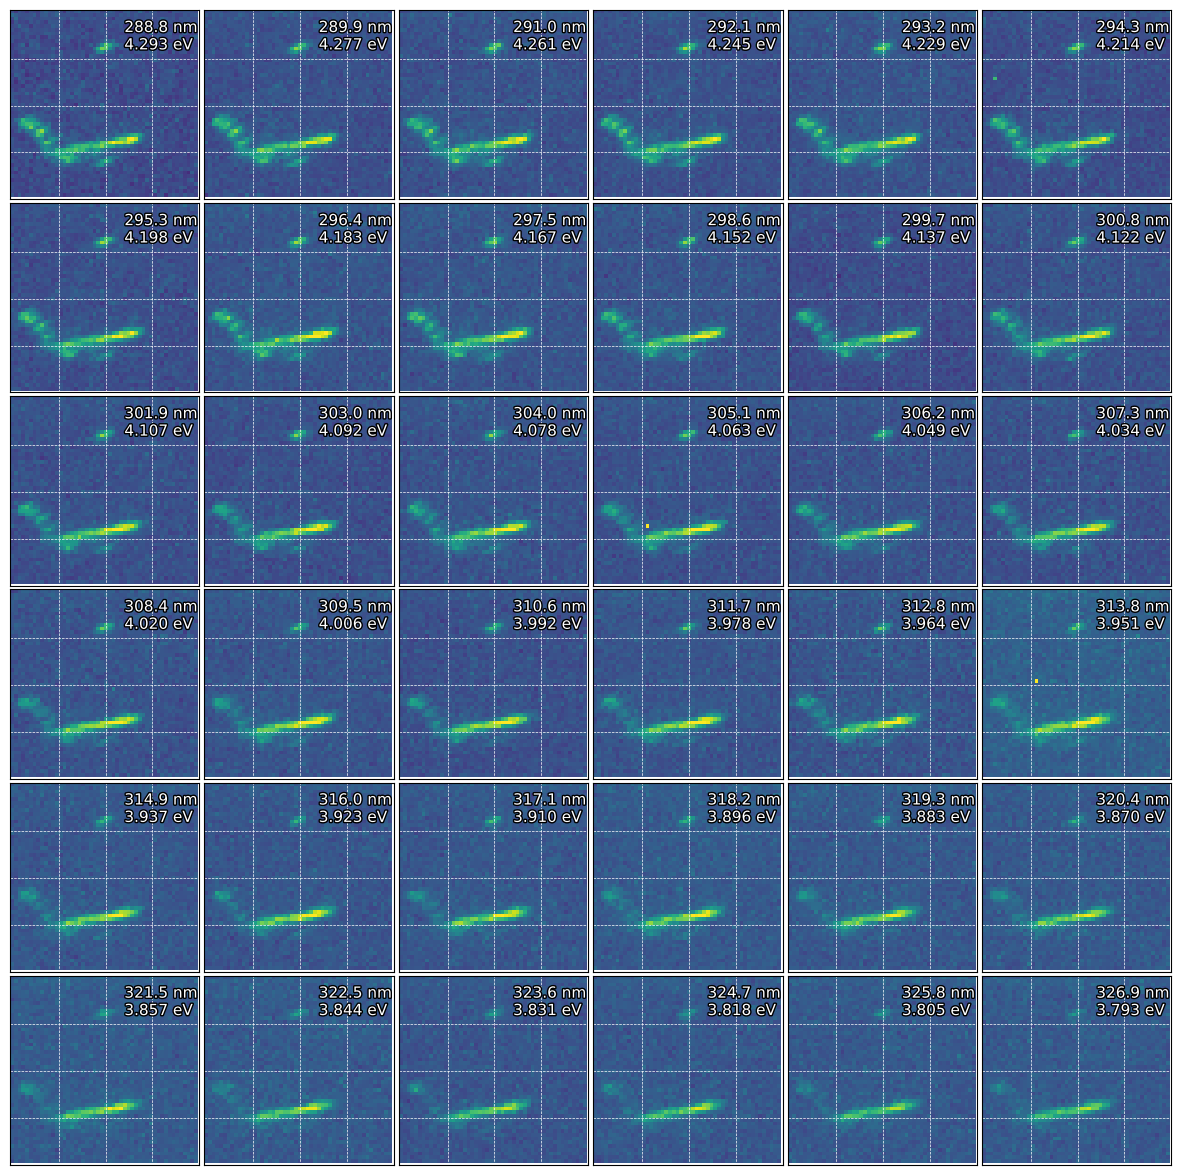 288.8 nm
4.293 eV
289.9 nm
4.277 eV
291.0 nm
4.261 eV
292.1 nm
4.245 eV
293.2 nm
4.229 eV
294.3 nm
4.214 eV
295.3 nm
4.198 eV
296.4 nm
4.183 eV
297.5 nm
4.167 eV
298.6 nm
4.152 eV
299.7 nm
4.137 eV
300.8 nm
4.122 eV
301.9 nm
4.107 eV
303.0 nm
4.092 eV
304.0 nm
4.078 eV
305.1 nm
4.063 eV
306.2 nm
4.049 eV
307.3 nm
4.034 eV
308.4 nm
4.020 eV
309.5 nm
4.006 eV
310.6 nm
3.992 eV
311.7 nm
3.978 eV
312.8 nm
3.964 eV
313.8 nm
3.951 eV
314.9 nm
3.937 eV
316.0 nm
3.923 eV
317.1 nm
3.910 eV
318.2 nm
3.896 eV
319.3 nm
3.883 eV
320.4 nm
3.870 eV
321.5 nm
3.857 eV
322.5 nm
3.844 eV
323.6 nm
3.831 eV
324.7 nm
3.818 eV
325.8 nm
3.805 eV
326.9 nm
3.793 eV